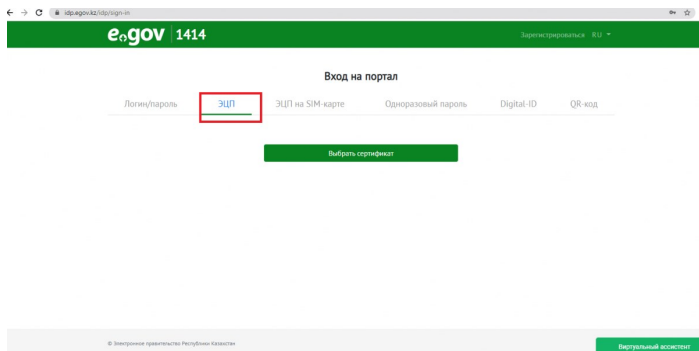 idp.egov.kz/idp/sign-in
egov 1414
Зарегистрироваться RU
Вход на портал
Логин/пароль ЭЦП ЭЦП на SIM-карте Одноразовый пароль Digital-ID QR-код
Выбрать сертификат
© Электронное правительство Республики Казахстан
Виртуальный ассистент